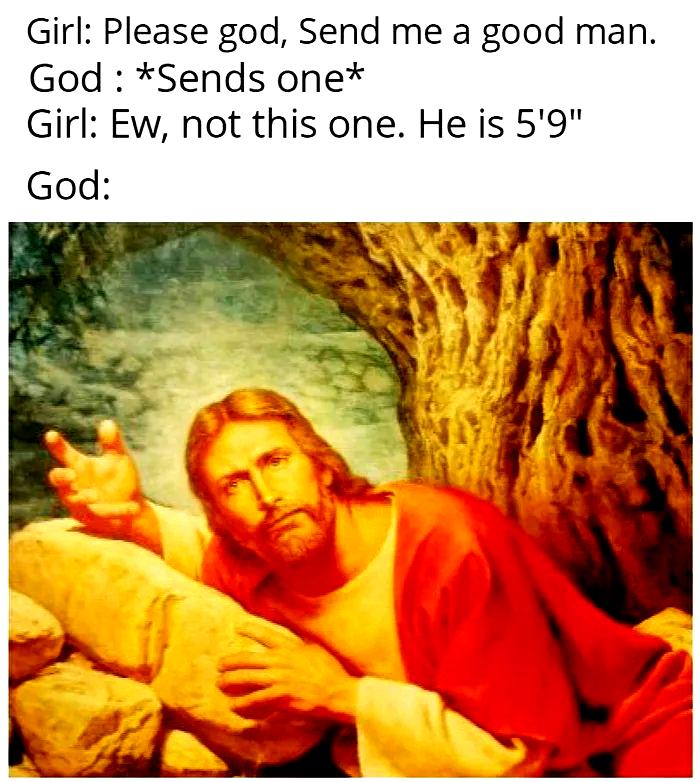 Girl: Please god, Send me a good man.
God : *Sends one*
Girl: Ew, not this one. He is 5'9"
God: